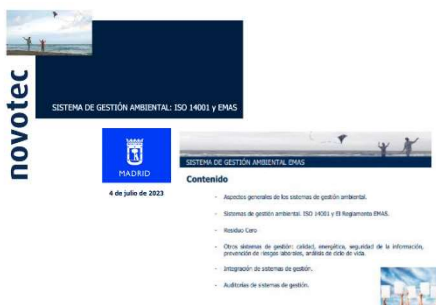 novotec
SISTEMA DE GESTIÓN AMBIENTAL: ISO 14001 y EMAS
MADRID
4 de julio de 2023
SISTEMA DE GESTIÓN AMBIENTAL EMAS
Contenido
- Aspectos generales de los sistemas de gestión ambiental.
- Sistemas de gestión ambiental. ISO 14001 y El Reglamento EMAS.
- Residuo Cero
- Otros sistemas de gestión: calidad, energética, seguridad de la información,
prevención de riesgos laborales, análisis de ciclo de vida.
- Integración de sistemas de gestión.
- Auditorías de sistemas de gestión.